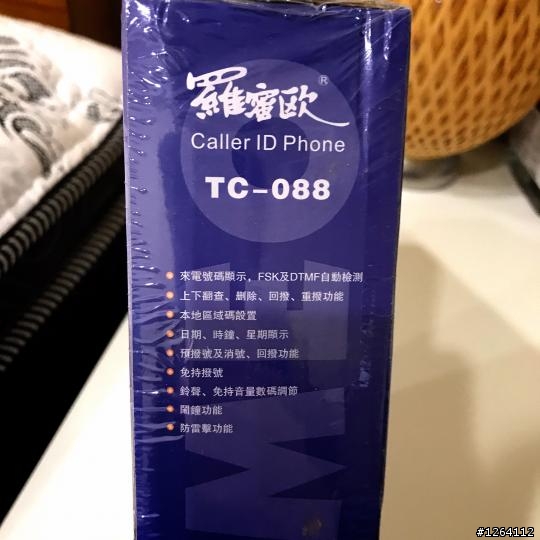 羅蜜歐®
Caller ID Phone
TC-088
來電號碼顯示，FSK及DTMF自動檢測
上下翻查、刪除、回撥、重撥功能
本地區域碼設置
日期、時鐘、星期顯示
預撥號及消號、回撥功能
免持撥號
鈴聲、免持音量數碼調節
鬧鐘功能
防雷擊功能
#1264112